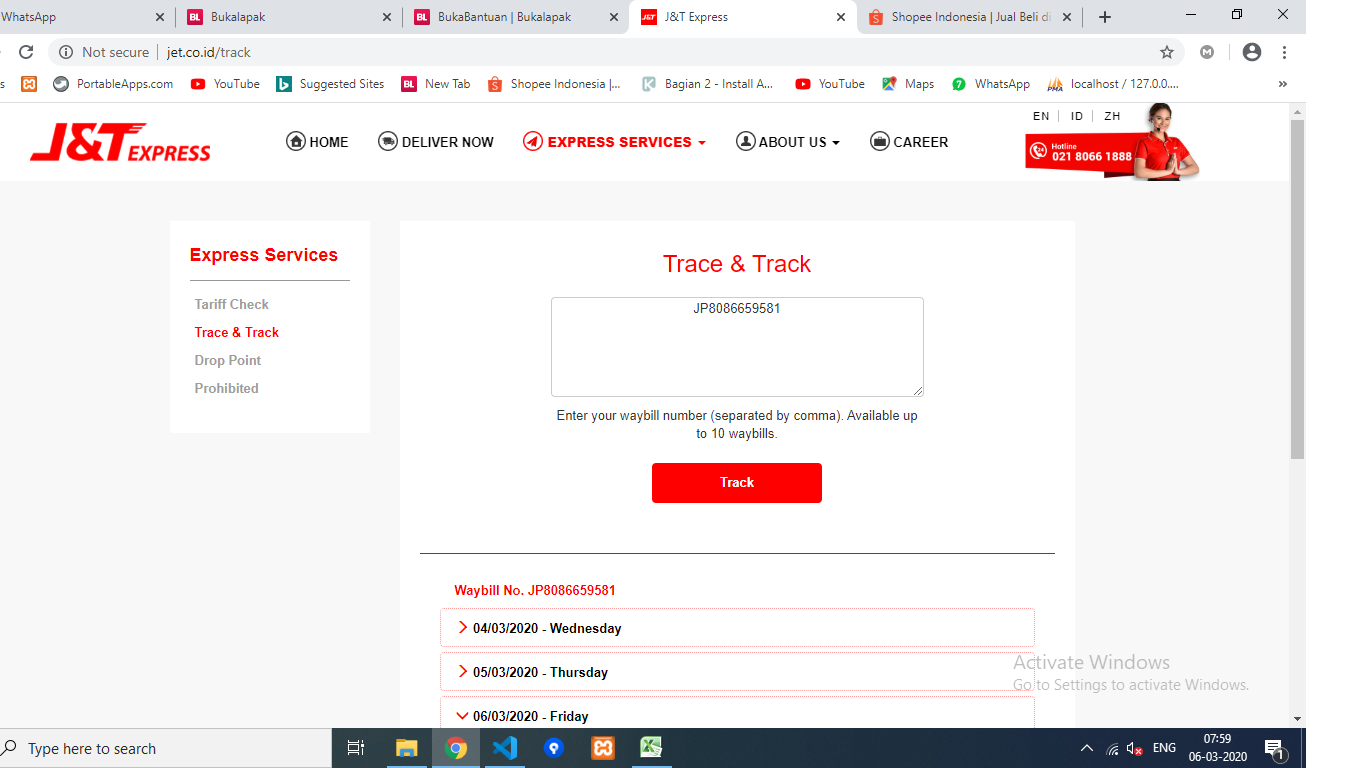 WhatsApp
Bukalapak
BukaBantuan | Bukalapak
J&T Express
Shopee Indonesia | Jual Beli di
Not secure
jet.co.id/track
s
PortableApps.com
YouTube
Suggested Sites
New Tab
Shopee Indonesia |...
Bagian 2 - Install A...
YouTube
Maps
WhatsApp
localhost / 127.0.0....
»
J&T EXPRESS
HOME
DELIVER NOW
EXPRESS SERVICES
ABOUT US
CAREER
EN | ID | ZH
24
Hotline
021 8066 1888
Express Services
Tariff Check
Trace & Track
Drop Point
Prohibited
Trace & Track
JP8086659581
Enter your waybill number (separated by comma). Available up
to 10 waybills.
Track
Waybill No. JP8086659581
04/03/2020 - Wednesday
05/03/2020 - Thursday
06/03/2020 - Friday
Activate Windows
Go to Settings to activate Windows.
Type here to search
ENG
07:59
06-03-2020
1